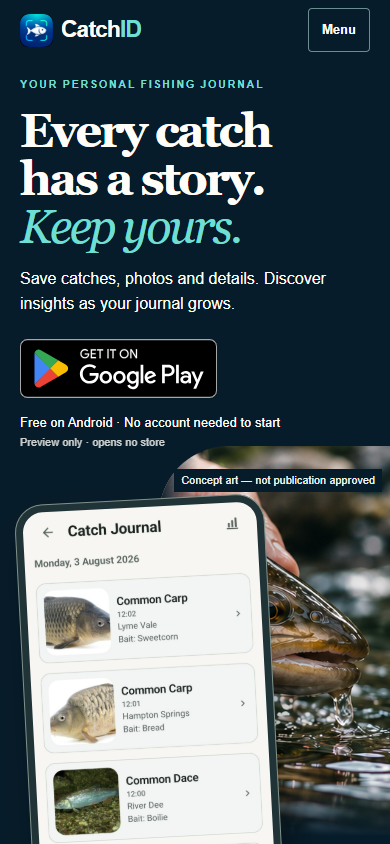 CatchID
Menu
YOUR PERSONAL FISHING JOURNAL
Every catch
has a story.
Keep yours.
Save catches, photos and details. Discover
insights as your journal grows.
GET IT ON
Google Play
Free on Android · No account needed to start
Preview only · opens no store
Concept art — not publication approved
Catch Journal
Monday, 3 August 2026
Common Carp
12:02
Lyme Vale
Bait: Sweetcorn
Common Carp
12:01
Hampton Springs
Bait: Bread
Common Dace
12:00
River Dee
Bait: Boilie